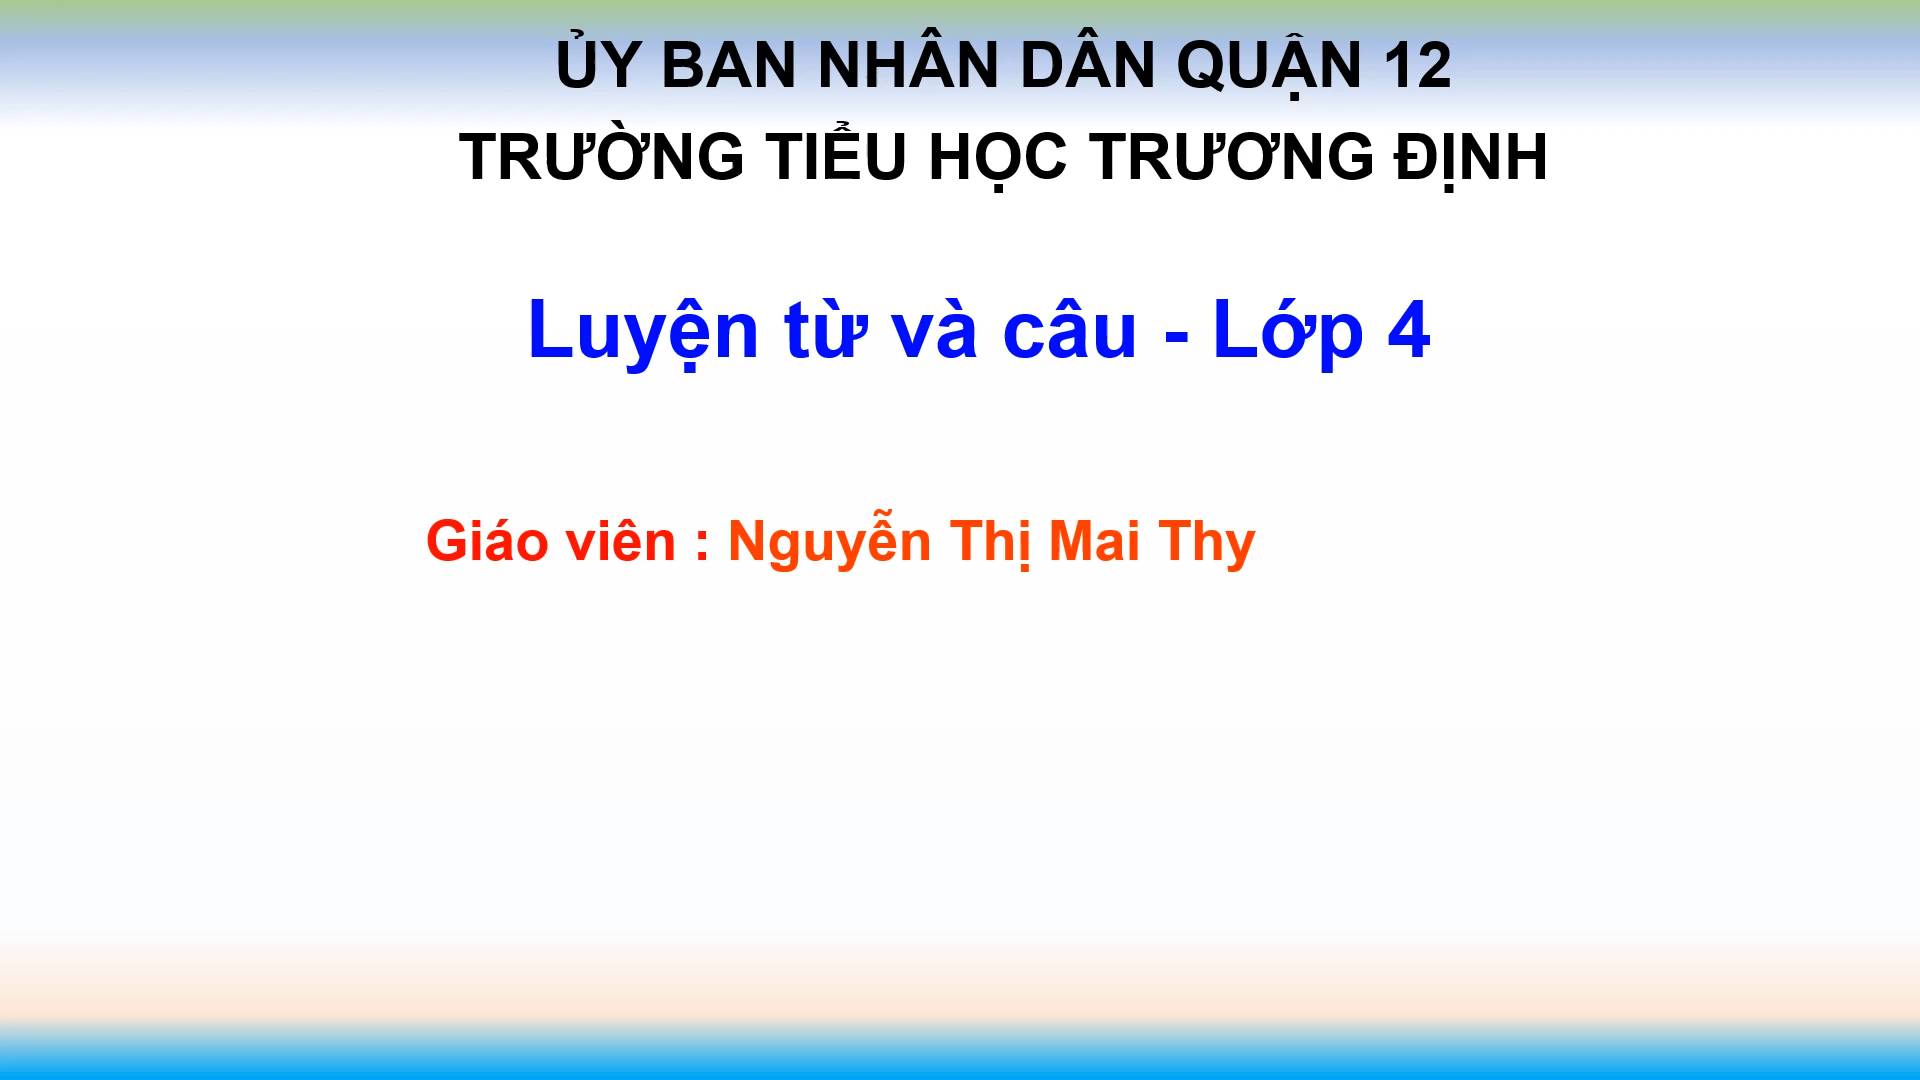 ỦY BAN NHÂN DÂN QUẬN 12
TRƯỜNG TIỂU HỌC TRƯƠNG ĐỊNH
Luyện từ và câu - Lớp 4
Giáo viên : Nguyễn Thị Mai Thy